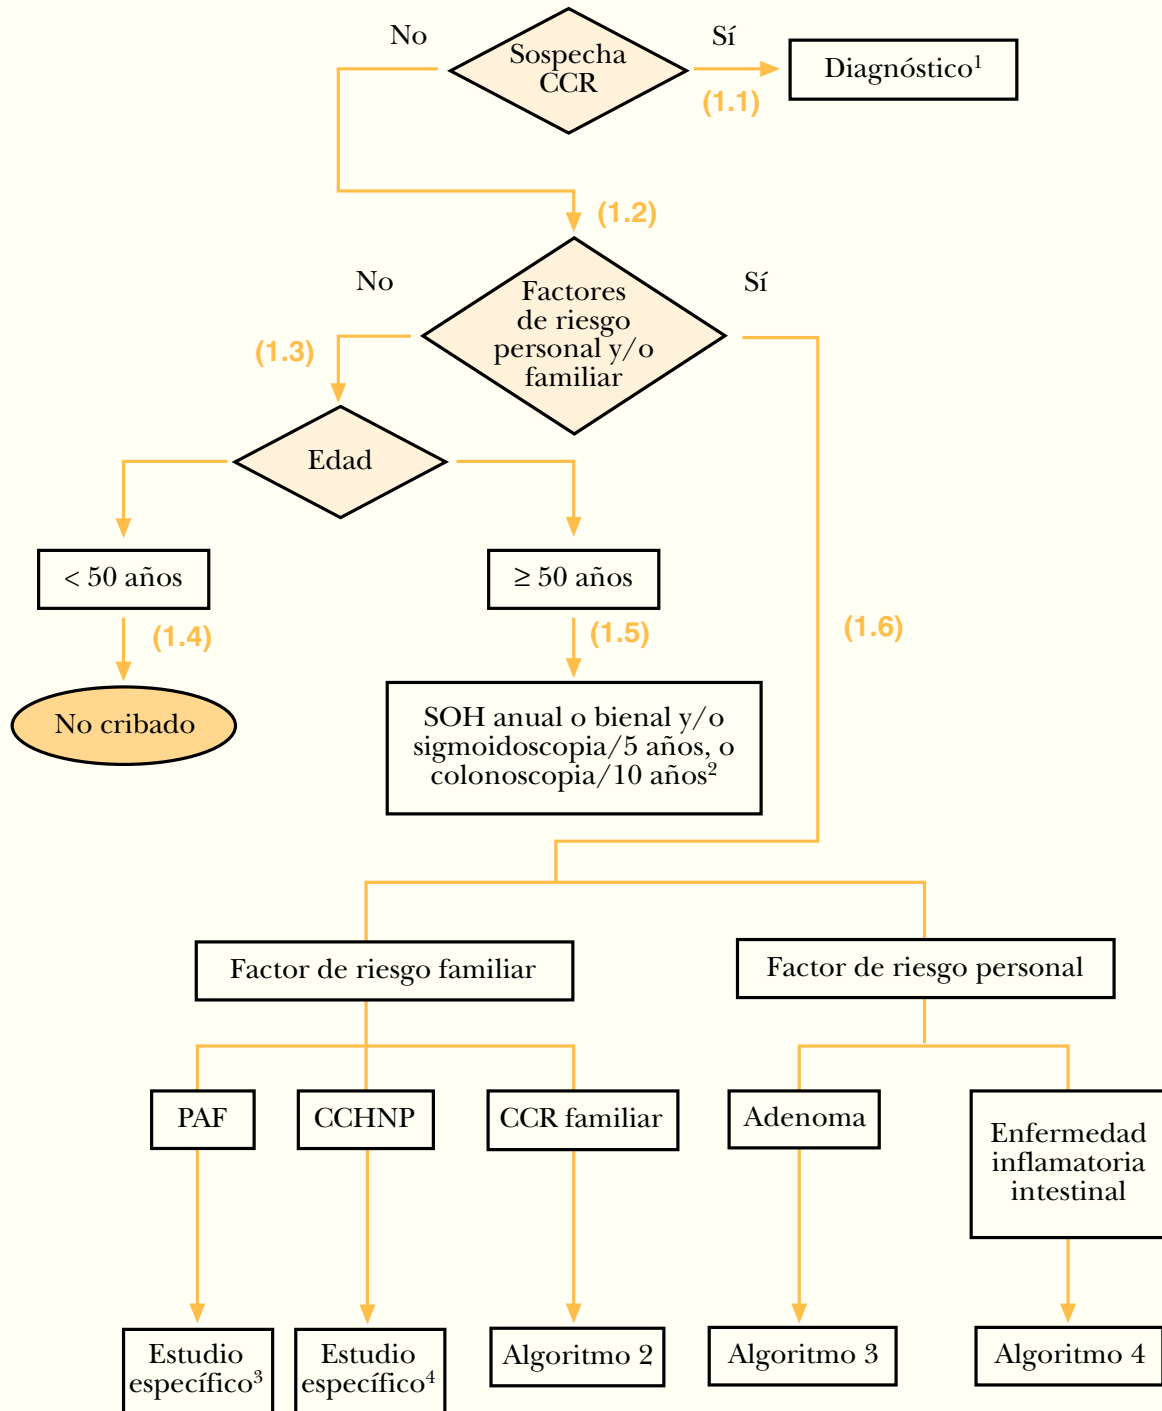 No
Sí
Sospecha
CCR
Diagnóstico¹
(1.1)
(1.2)
No
Sí
Factores
de riesgo
personal y/o
familiar
(1.3)
Edad
< 50 años
≥ 50 años
(1.4)
(1.5)
(1.6)
No cribado
SOH anual o bienal y/o
sigmoidoscopia/5 años, o
colonoscopia/10 años²
Factor de riesgo familiar
Factor de riesgo personal
PAF
CCHNP
CCR familiar
Adenoma
Enfermedad
inflamatoria
intestinal
Estudio
específico³
Estudio
específico⁴
Algoritmo 2
Algoritmo 3
Algoritmo 4